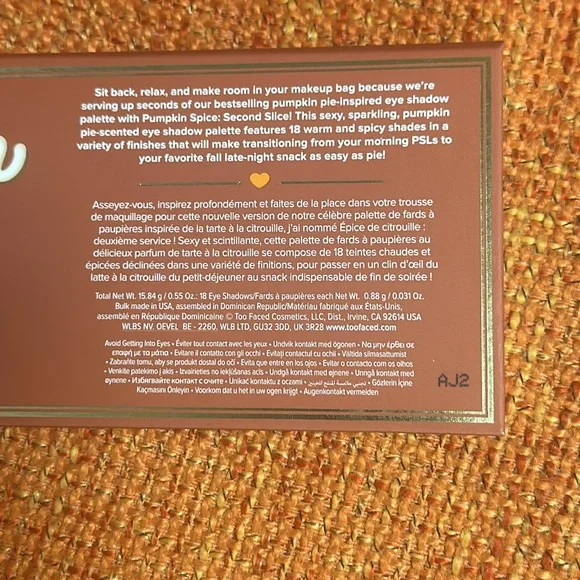 Sit back, relax, and make room in your makeup bag because we're
serving up seconds of our bestselling pumpkin pie-inspired eye shadow
palette with Pumpkin Spice: Second Slice! This sexy, sparkling, pumpkin
pie-scented eye shadow palette features 18 warm and spicy shades in a
variety of finishes that will make transitioning from your morning PSLs to
your favorite fall late-night snack as easy as pie!
Asseyez-vous, inspirez profondément et faites de la place dans votre trousse
de maquillage pour cette nouvelle version de notre célèbre palette de fards à
paupières inspirée de la tarte à la citrouille, j'ai nommé Épice de citrouille :
deuxième service ! Sexy et scintillante, cette palette de fards à paupières au
délicieux parfum de tarte à la citrouille se compose de 18 teintes chaudes et
épicées déclinées dans une variété de finitions, pour passer en un clin d'œil du
latte à la citrouille du petit-déjeuner au snack indispensable de fin de soirée !
Total Net Wt. 15.84 g / 0.55 Oz.: 18 Eye Shadows/Fards à paupières each Net Wt. 0.88 g / 0.031 Oz.
Bulk made in USA, assembled in Dominican Republic/Matériau fabriqué aux États-Unis,
assemblé en République Dominicaine © Too Faced Cosmetics, LLC, Dist., Irvine, CA 92614 USA
WLBS NV, OEVEL BE - 2260, WLB LTD, GU32 3DD, UK 3R28 www.toofaced.com
Avoid Getting Into Eyes • Éviter tout contact avec les yeux • Undvik kontakt med ögonen • Να μην έρθει σε
επαφή με τα μάτια • Evitare il contatto con gli occhi • Evitaj contactul cu ochii • Vältida silmasattumist
• Zabraňte tomu, aby se produkt dostal do očí • Evita que entre en los ojos • Evitar o contacto com os olhos
• Venkite patekimo į akis • Izvairieties no iekļūšanas acīs • Undgå kontakt med øjnene • Unngå kontakt med
øynene • Избягвайте контакт с очите • Unikać kontaktu z oczami • تجنبي ملامسة المنتج للعينين • Gözlerin İçine
Kaçmasını Önleyin • Voorkom dat u het in uw ogen krijgt • Augenkontakt vermeiden
AJ2